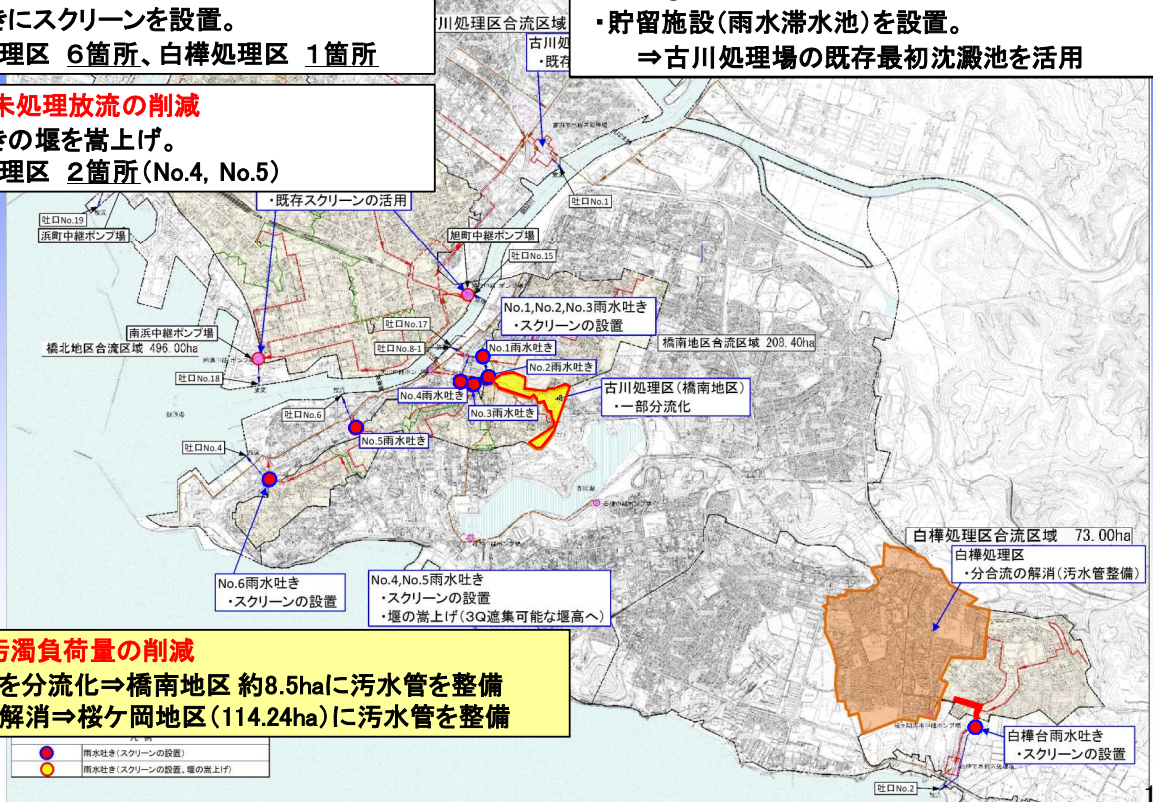 きにスクリーンを設置。
理区 6箇所、白樺処理区 1箇所
未処理放流の削減
きの堰を嵩上げ。
理区 2箇所(No.4, No.5)
川処理区合流区域
古川処
・既存
・貯留施設(雨水滞水池)を設置。
⇒古川処理場の既存最初沈澱池を活用
・既存スクリーンの活用
吐口No.1
吐口No.19
浜町中継ポンプ場
旭町中継ポンプ場
吐口No.15
No.1,No.2,No.3雨水吐き
・スクリーンの設置
吐口No.17
南浜中継ポンプ場
橋北地区合流区域 496.00ha
吐口No.8-1
No.1雨水吐き
橋南地区合流区域 208.40ha
No.2雨水吐き
吐口No.18
No.4雨水吐き
No.3雨水吐き
古川処理区(橋南地区)
・一部分流化
吐口No.6
No.5雨水吐き
吐口No.4
白樺処理区合流区域 73.00ha
白樺処理区
・分合流の解消(汚水管整備)
No.6雨水吐き
・スクリーンの設置
No.4,No.5雨水吐き
・スクリーンの設置
・堰の嵩上げ(3Q遮集可能な堰高へ)
汚濁負荷量の削減
を分流化⇒橋南地区 約8.5haに汚水管を整備
解消⇒桜ケ岡地区(114.24ha)に汚水管を整備
雨水吐き(スクリーンの設置)
雨水吐き(スクリーンの設置、堰の嵩上げ)
白樺台雨水吐き
・スクリーンの設置
吐口No.2
1